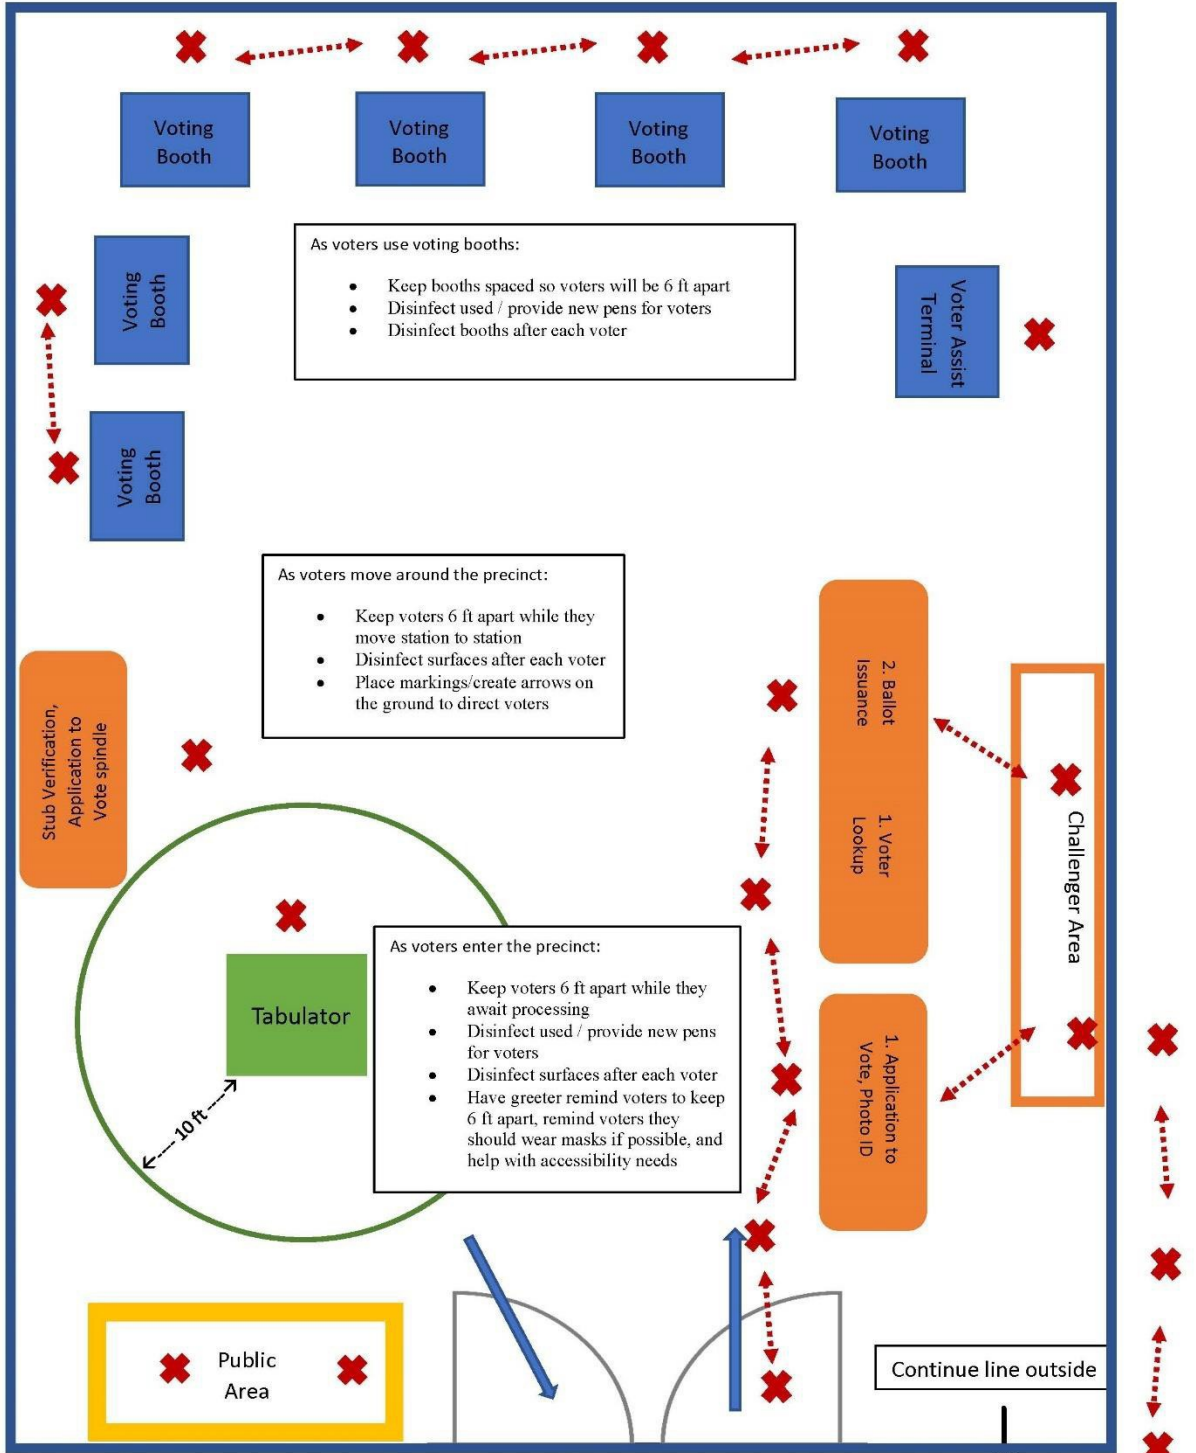 Voting
Booth
Voting
Booth
Voting
Booth
Voting
Booth
As voters use voting booths:
• Keep booths spaced so voters will be 6 ft apart
• Disinfect used / provide new pens for voters
• Disinfect booths after each voter
Voting
Booth
Voter Assist
Terminal
Voting
Booth
As voters move around the precinct:
• Keep voters 6 ft apart while they
move station to station
• Disinfect surfaces after each voter
• Place markings/create arrows on
the ground to direct voters
2. Ballot
Issuance
1. Voter
Lookup
Stub Verification,
Application to
Vote spindle
Challenger Area
As voters enter the precinct:
• Keep voters 6 ft apart while they
await processing
• Disinfect used / provide new pens
for voters
• Disinfect surfaces after each voter
• Have greeter remind voters to keep
6 ft apart, remind voters they
should wear masks if possible, and
help with accessibility needs
Tabulator
10 ft
1. Application to
Vote, Photo ID
Public
Area
Continue line outside